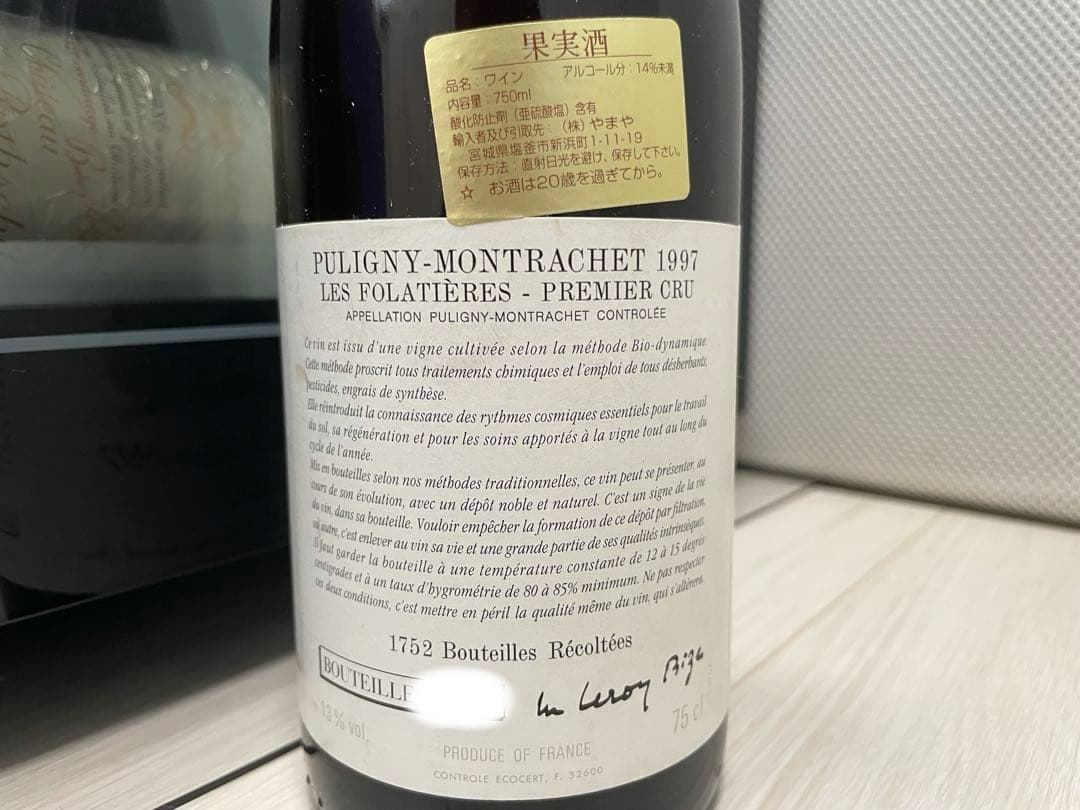 果実酒
品名：ワイン アルコール分：14%未満
内容量：750ml
酸化防止剤（亜硫酸塩）含有
輸入者及び引取先：（株）やまや
宮城県塩釜市新浜町1-11-19
保存方法：直射日光を避け、保存して下さい。
☆ お酒は20歳を過ぎてから。
PULIGNY-MONTRACHET 1997
LES FOLATIÈRES - PREMIER CRU
APPELLATION PULIGNY-MONTRACHET CONTROLÉE
Ce vin est issu d'une vigne cultivée selon la méthode Bio-dynamique.
Cette méthode proscrit tous traitements chimiques et l'emploi de tous désherbants,
pesticides, engrais de synthèse.
Elle réintroduit la connaissance des rythmes cosmiques essentiels pour le travail
du sol, sa régénération et pour les soins apportés à la vigne tout au long du
cycle de l'année.
Mis en bouteilles selon nos méthodes traditionnelles, ce vin peut se présenter, au
cours de son évolution, avec un dépôt noble et naturel. C'est un signe de la vie
du vin, dans sa bouteille. Vouloir empêcher la formation de ce dépôt par filtration,
ou autre, c'est enlever au vin sa vie et une grande partie de ses qualités intrinsèques.
Il faut garder la bouteille à une température constante de 12 à 15 degrés
centigrades et à un taux d'hygrométrie de 80 à 85% minimum. Ne pas respecter
ces deux conditions, c'est mettre en péril la qualité même du vin, qui s'altèrera.
1752 Bouteilles Récoltées
BOUTEILLE
Leroy Bize
13% vol. 75 cl
PRODUCE OF FRANCE
CONTROLE ECOCERT, F. 32600